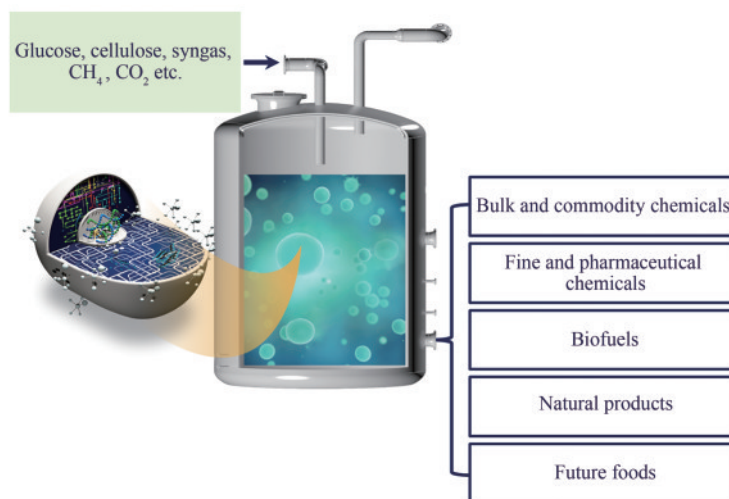 Glucose, cellulose, syngas,
CH₄ , CO₂ etc.
Bulk and commodity chemicals
Fine and pharmaceutical
chemicals
Biofuels
Natural products
Future foods